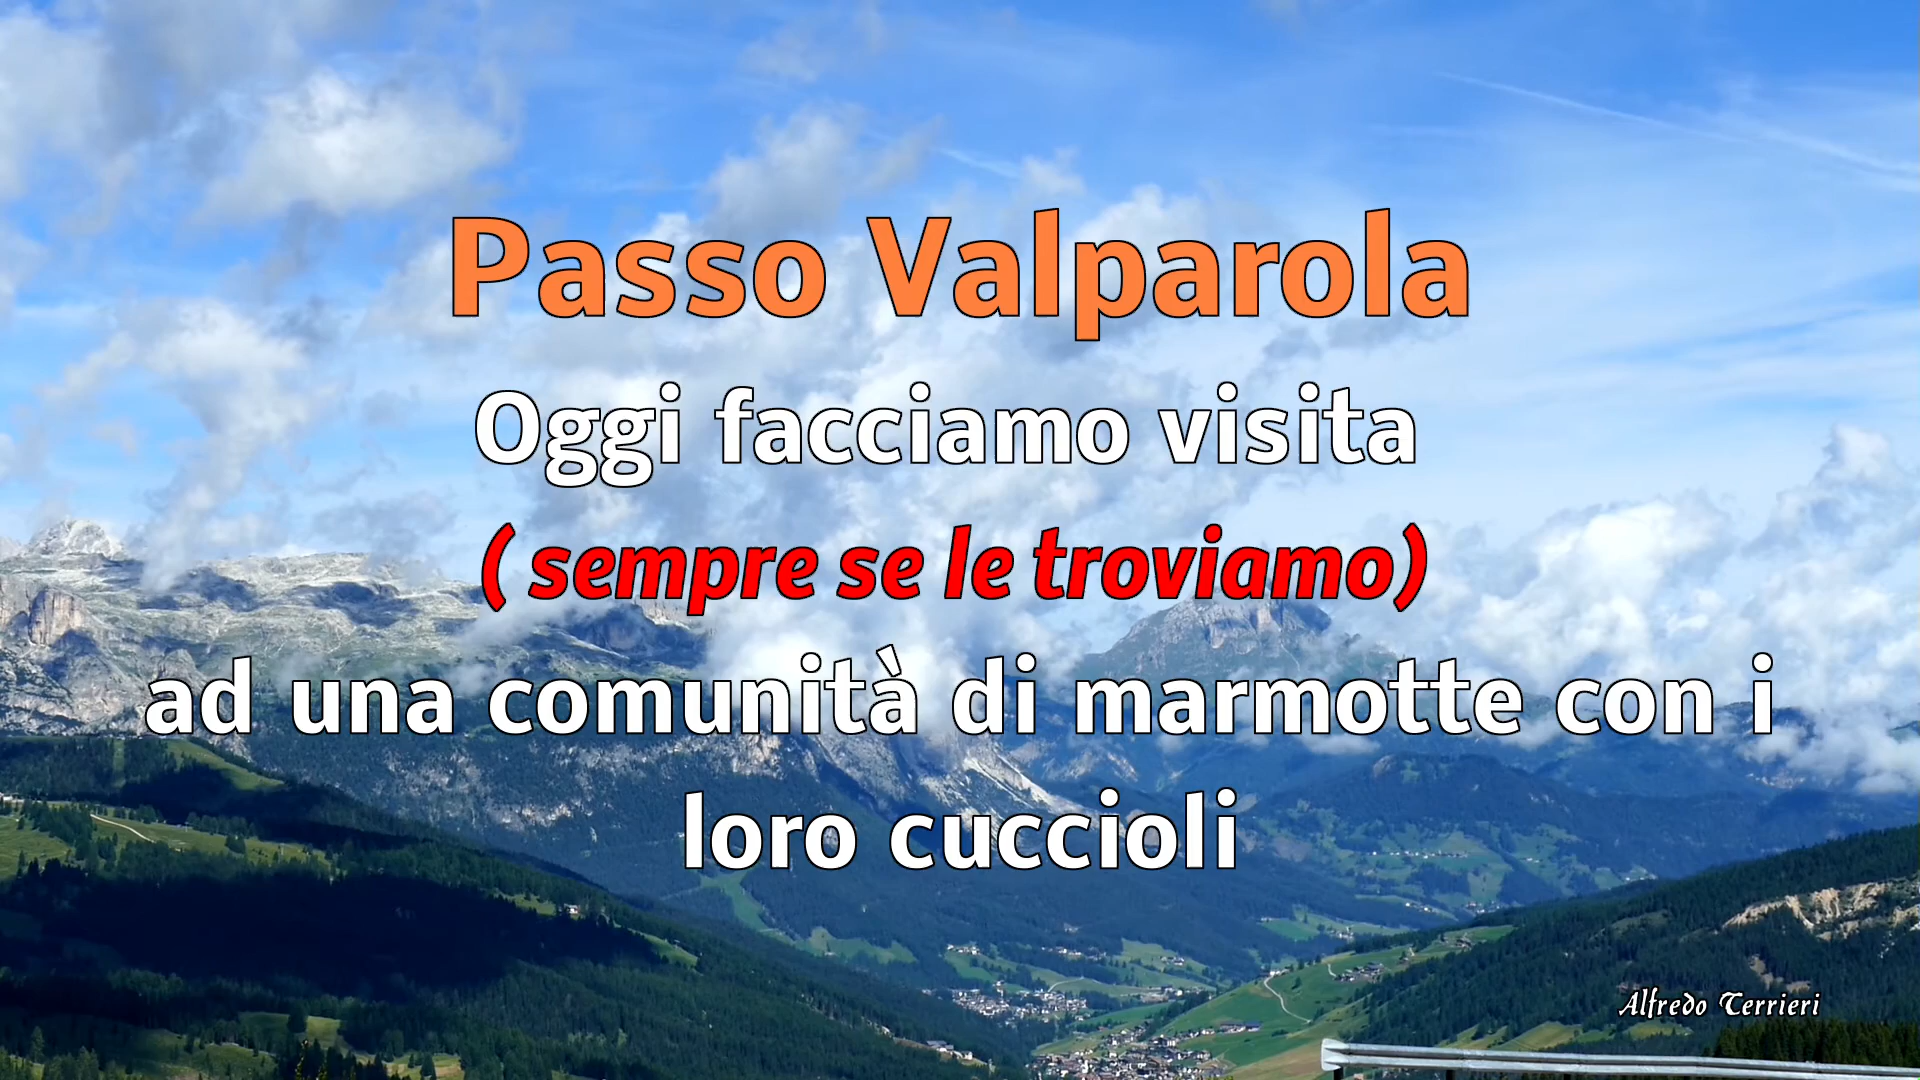 Passo Valparola
Oggi facciamo visita
( sempre se le troviamo)
ad una comunità di marmotte con i
loro cuccioli
Alfredo Terrieri